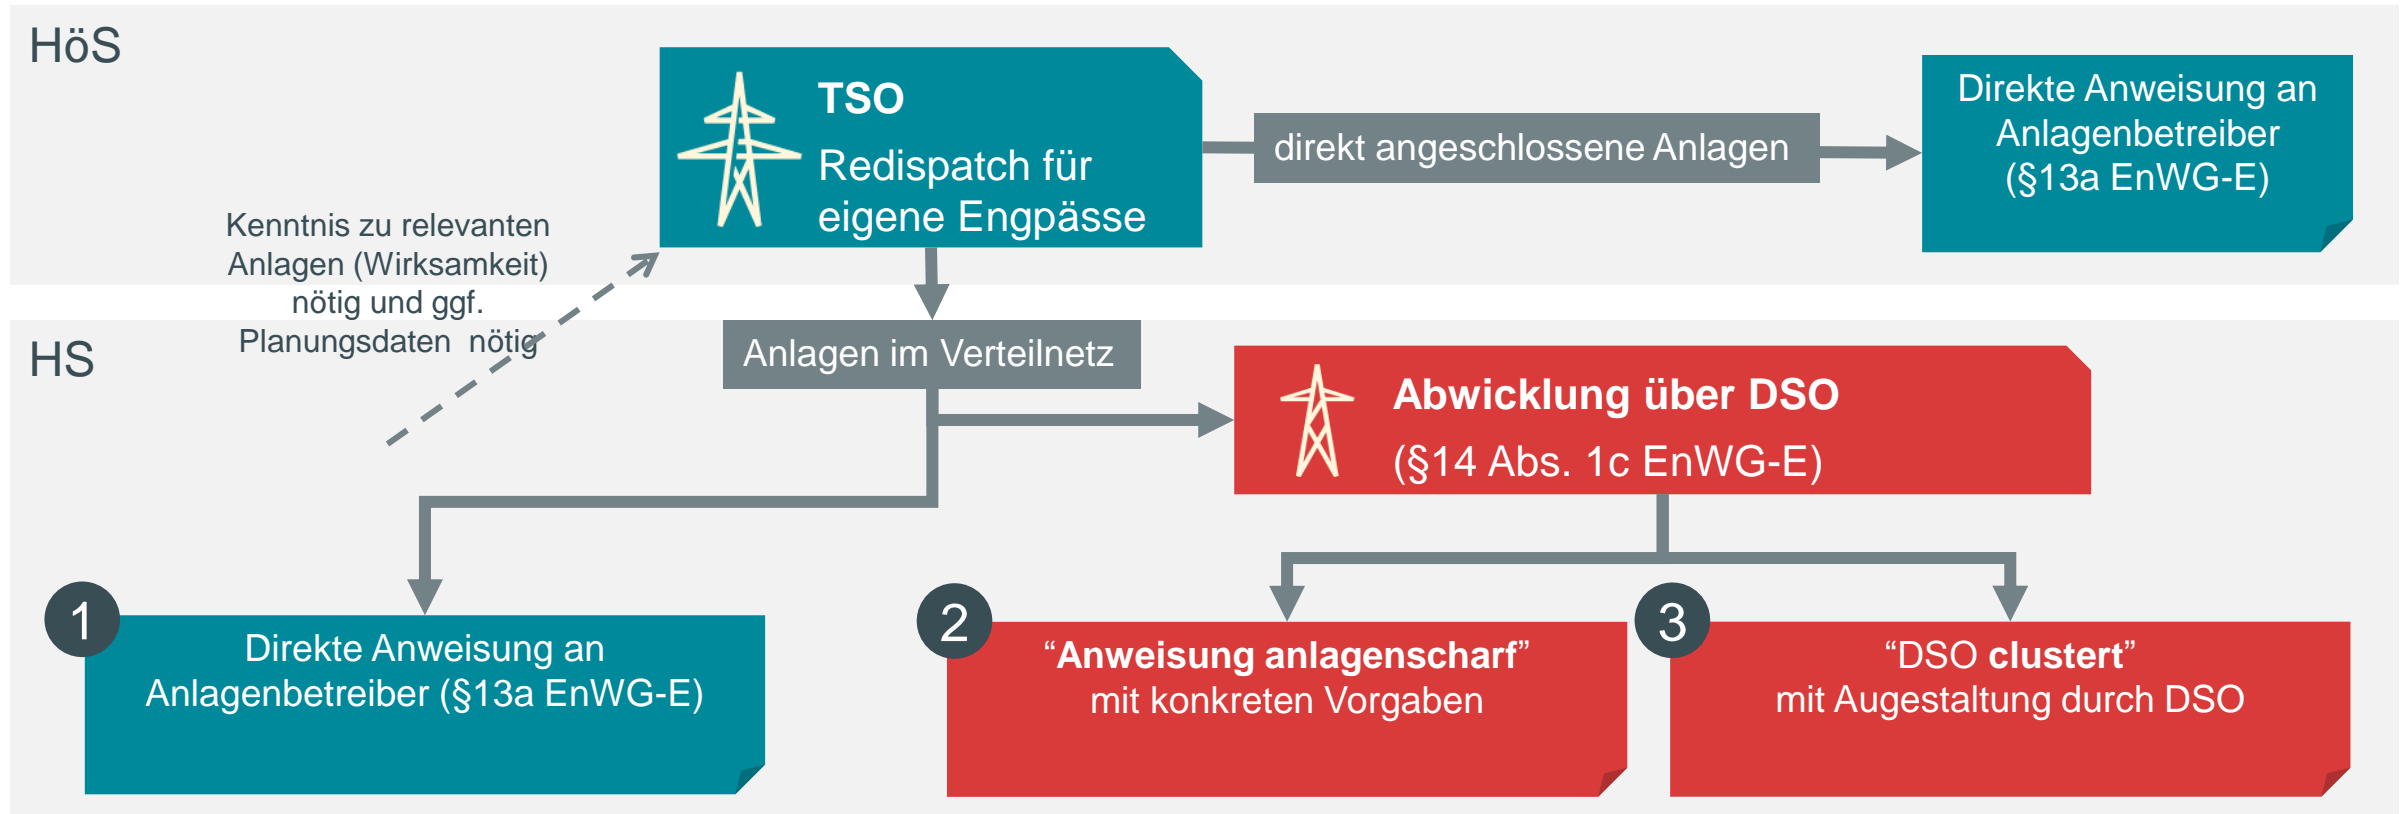 HöS
TSO
Redispatch für
eigene Engpässe
direkt angeschlossene Anlagen
Direkte Anweisung an
Anlagenbetreiber
(§13a EnWG-E)
Kenntnis zu relevanten
Anlagen (Wirksamkeit)
nötig und ggf.
Planungsdaten nötig
HS
Anlagen im Verteilnetz
Abwicklung über DSO
(§14 Abs. 1c EnWG-E)
1
Direkte Anweisung an
Anlagenbetreiber (§13a EnWG-E)
2
“Anweisung anlagenscharf”
mit konkreten Vorgaben
3
“DSO clustert”
mit Augestaltung durch DSO